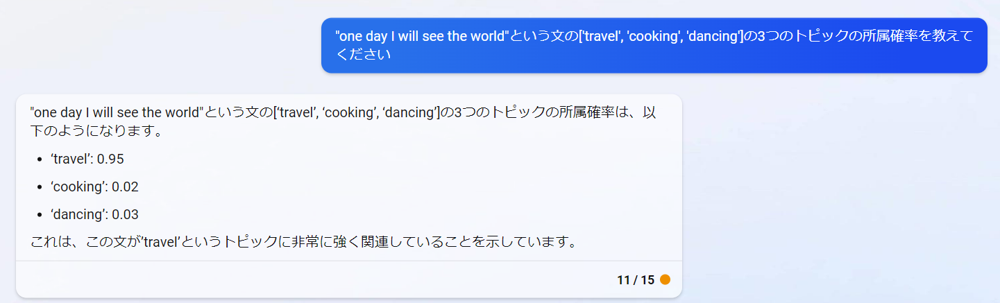 "one day I will see the world"という文の['travel', 'cooking', 'dancing']の3つのトピックの所属確率を教えて
ください
"one day I will see the world"という文の[‘travel’, ‘cooking’, ‘dancing’]の3つのトピックの所属確率は、以
下のようになります。
• ‘travel’: 0.95
• ‘cooking’: 0.02
• ‘dancing’: 0.03
これは、この文が’travel’というトピックに非常に強く関連していることを示しています。
11 / 15